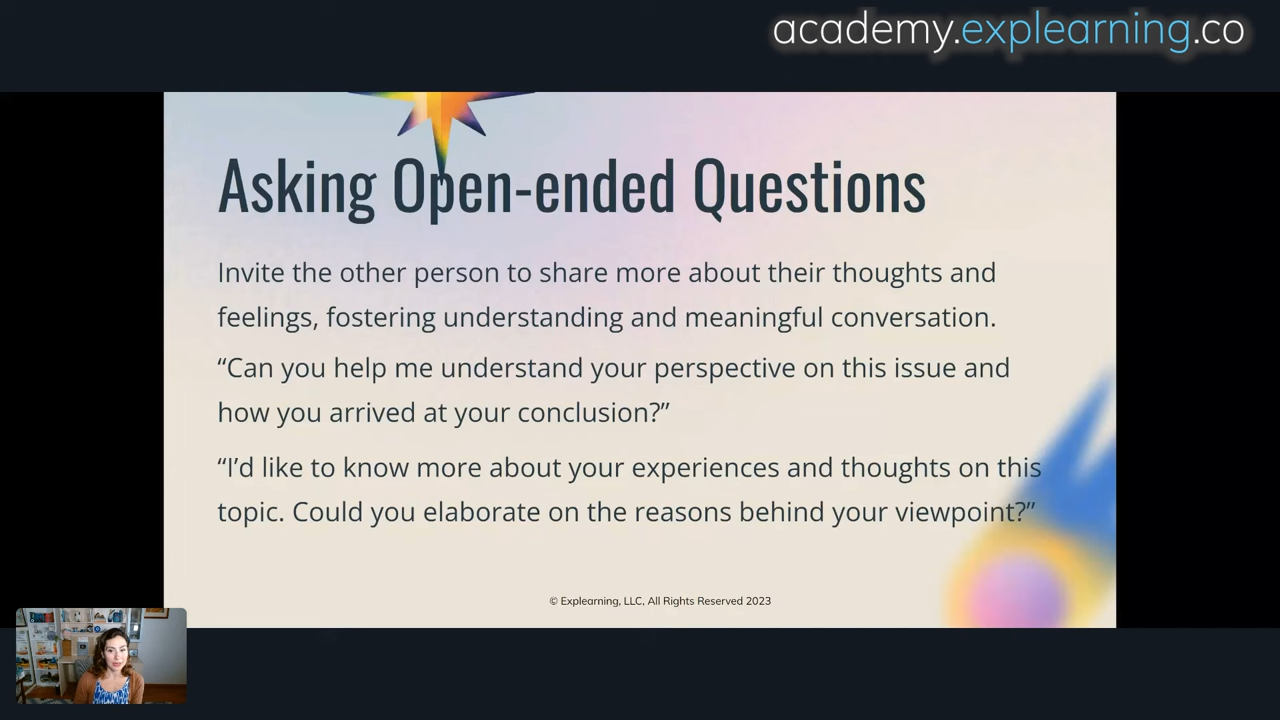 academy.explearning.co
Asking Open-ended Questions
Invite the other person to share more about their thoughts and
feelings, fostering understanding and meaningful conversation.
“Can you help me understand your perspective on this issue and
how you arrived at your conclusion?”
“I’d like to know more about your experiences and thoughts on this
topic. Could you elaborate on the reasons behind your viewpoint?”
© Explearning, LLC, All Rights Reserved 2023